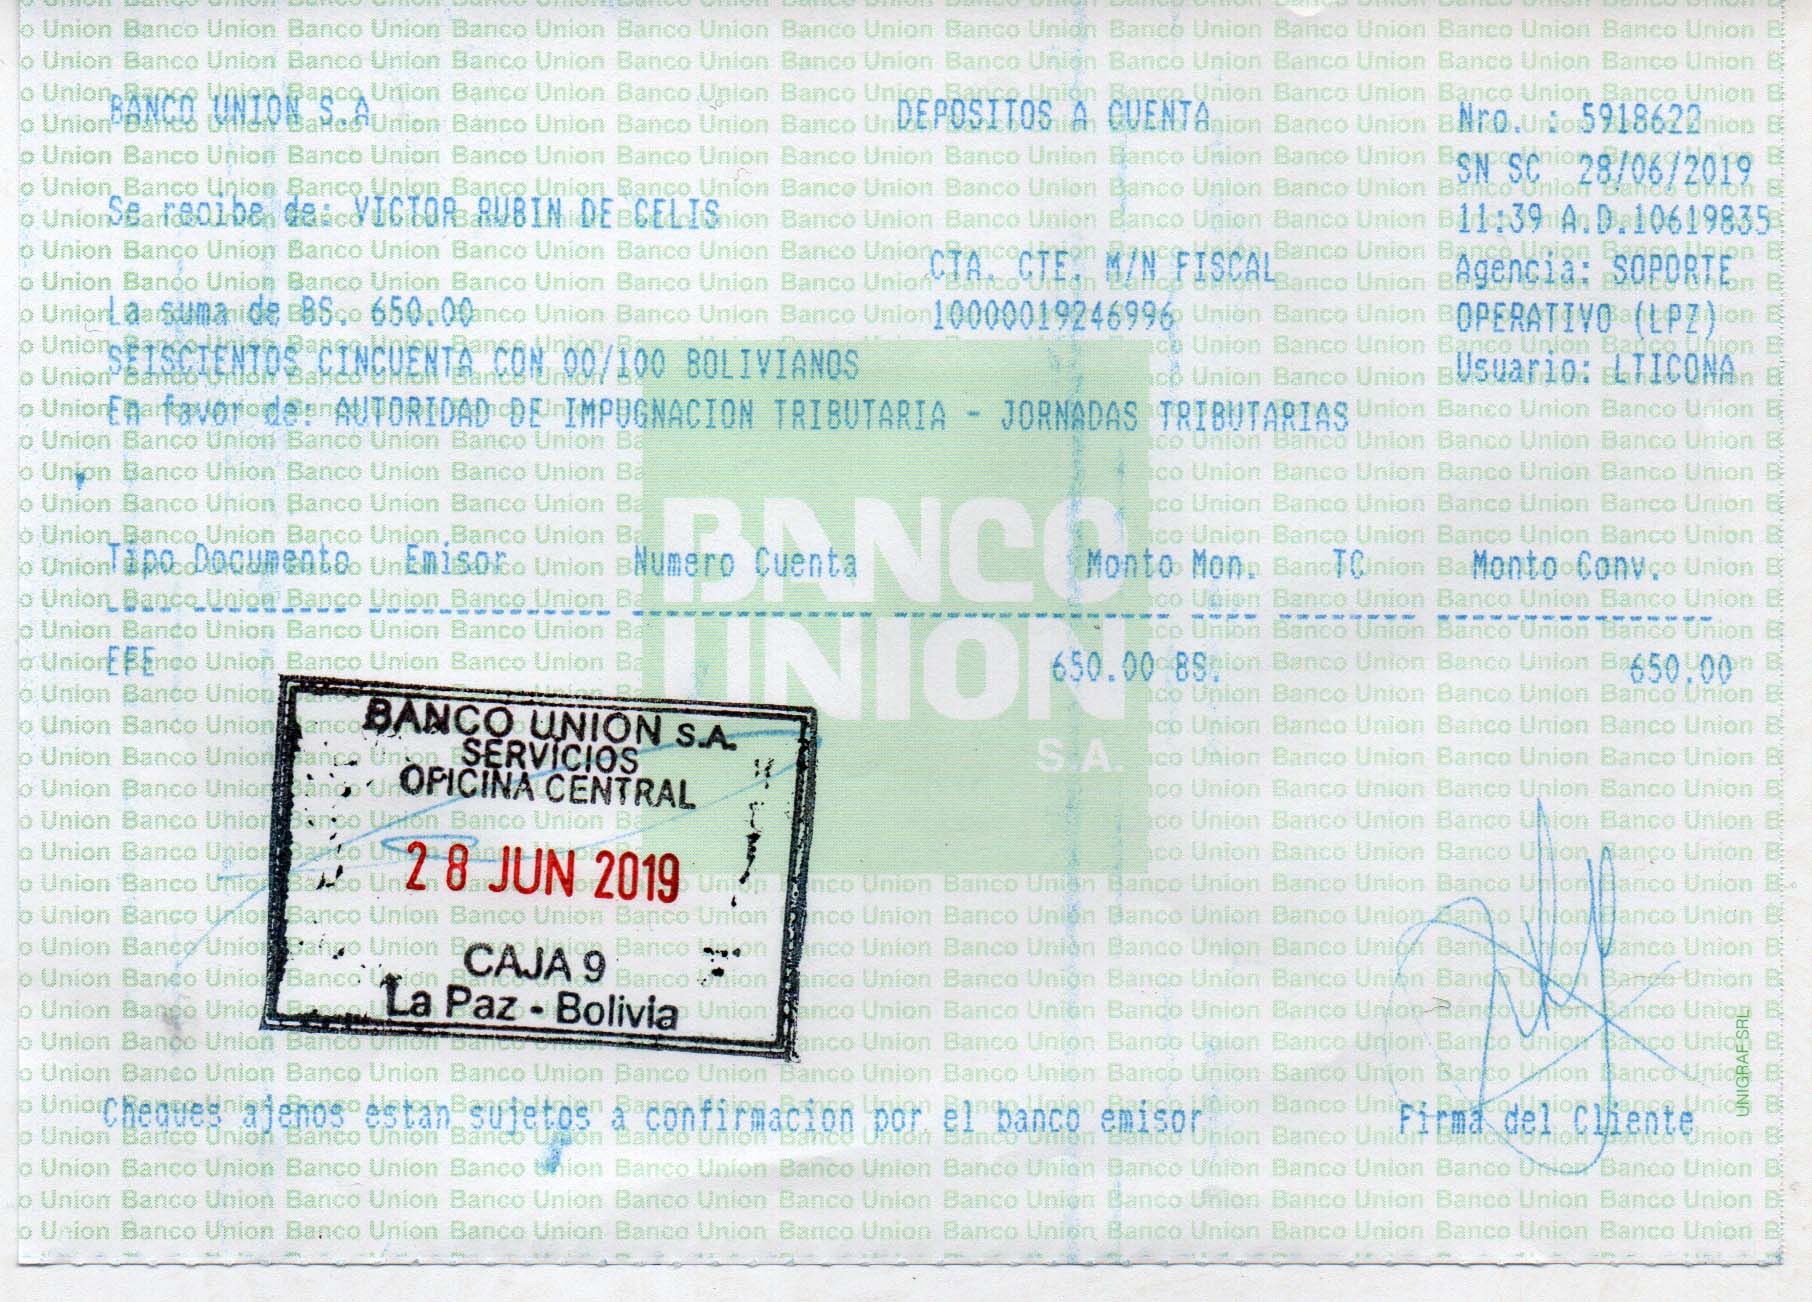 BANCO UNION S.A DEPOSITOS A CUENTA Nro. : 5918622
SN SC 28/06/2019
Se recibe de: VICTOR RUBIN DE CELIS 11:39 A.D.10619835
CTA. CTE. M/N FISCAL Agencia: SOPORTE
La suma de BS. 650.00 10000019246996 OPERATIVO (LPZ)
SEISCIENTOS CINCUENTA CON 00/100 BOLIVIANOS Usuario: LTICONA
En favor de: AUTORIDAD DE IMPUGNACION TRIBUTARIA - JORNADAS TRIBUTARIAS
BANCO
UNION
S.A.
Tipo Documento Emisor Numero Cuenta Monto Mon. TC Monto Conv.
EFE 650.00 BS. 650.00
BANCO UNION S.A.
SERVICIOS
OFICINA CENTRAL
28 JUN 2019
CAJA 9
La Paz - Bolivia
Cheques ajenos estan sujetos a confirmacion por el banco emisor Firma del Cliente
UNIGRAF SRL